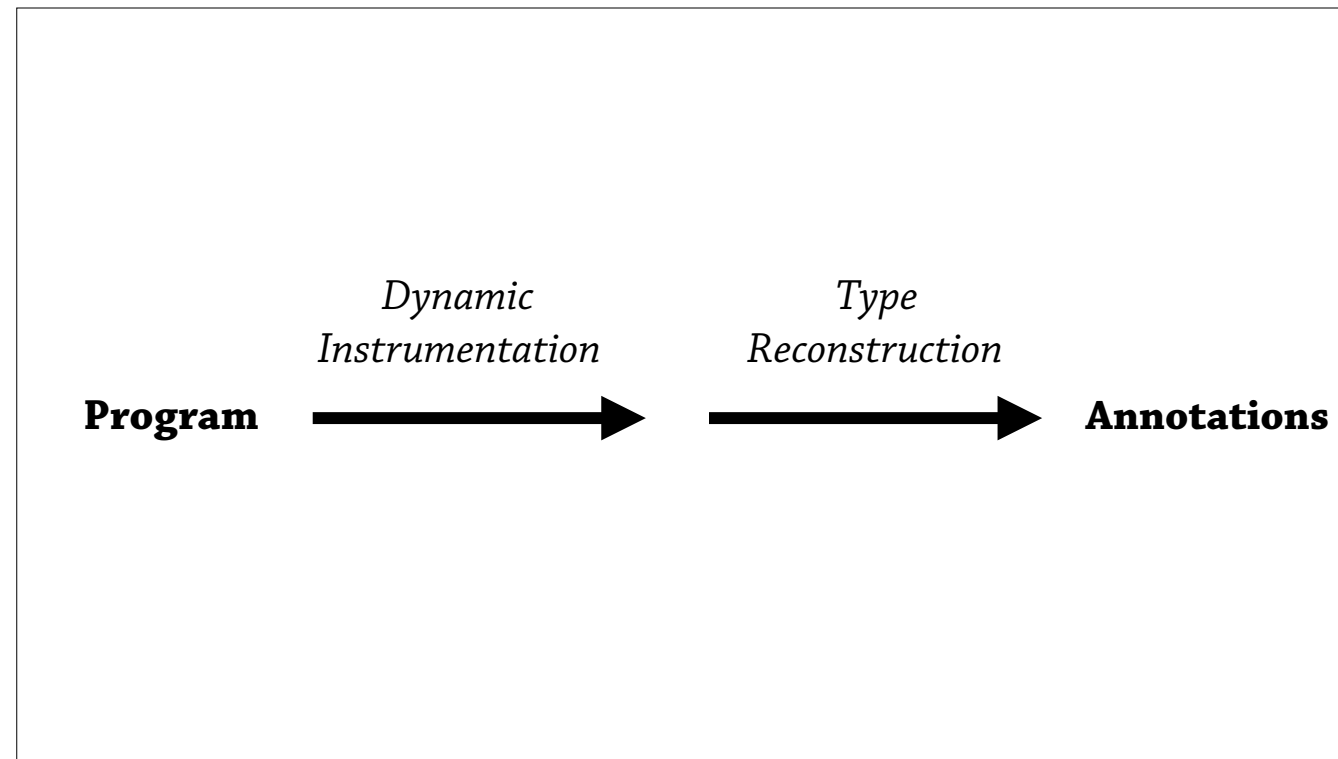 Dynamic
Instrumentation
Type
Reconstruction
Program
Annotations